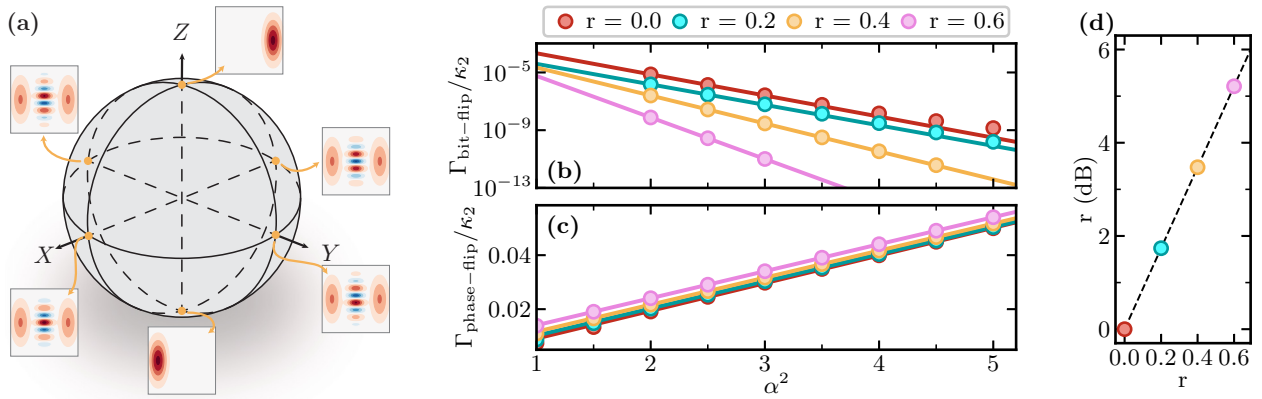 (a)
Z
X
Y
r = 0.0 r = 0.2 r = 0.4 r = 0.6
(b)
Γbit−flip/κ2
10−5
10−9
10−13
(c)
Γphase−flip/κ2
0.04
0.02
1 2 3 4 5
α2
(d)
r (dB)
6
4
2
0
0.0 0.2 0.4 0.6
r